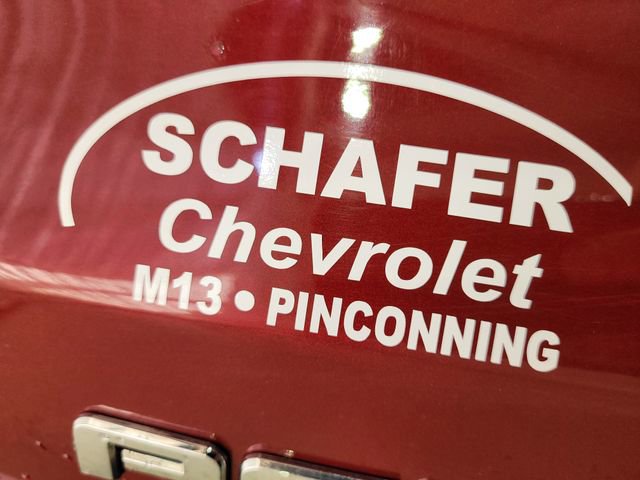 SCHAFER
Chevrolet
M13 • PINCONNING